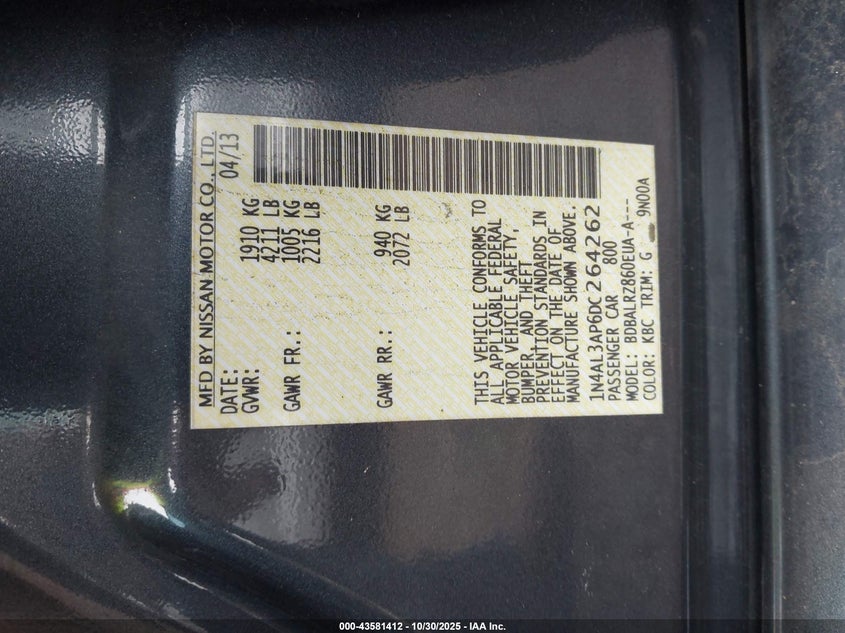 MFD BY NISSAN MOTOR CO., LTD.
DATE: 04/13
GVWR: 1910 KG
4211 LB
GAWR FR.: 1005 KG
2216 LB
GAWR RR.: 940 KG
2072 LB
THIS VEHICLE CONFORMS TO
ALL APPLICABLE FEDERAL
MOTOR VEHICLE SAFETY,
BUMPER, AND THEFT
PREVENTION STANDARDS IN
EFFECT ON THE DATE OF
MANUFACTURE SHOWN ABOVE.
1N4AL3AP6DC264262
PASSENGER CAR 800
MODEL: BDBALRZ860EUA-A---
COLOR: KBC TRIM: G 9N00A
000-43581412 - 10/30/2025 - IAA Inc.